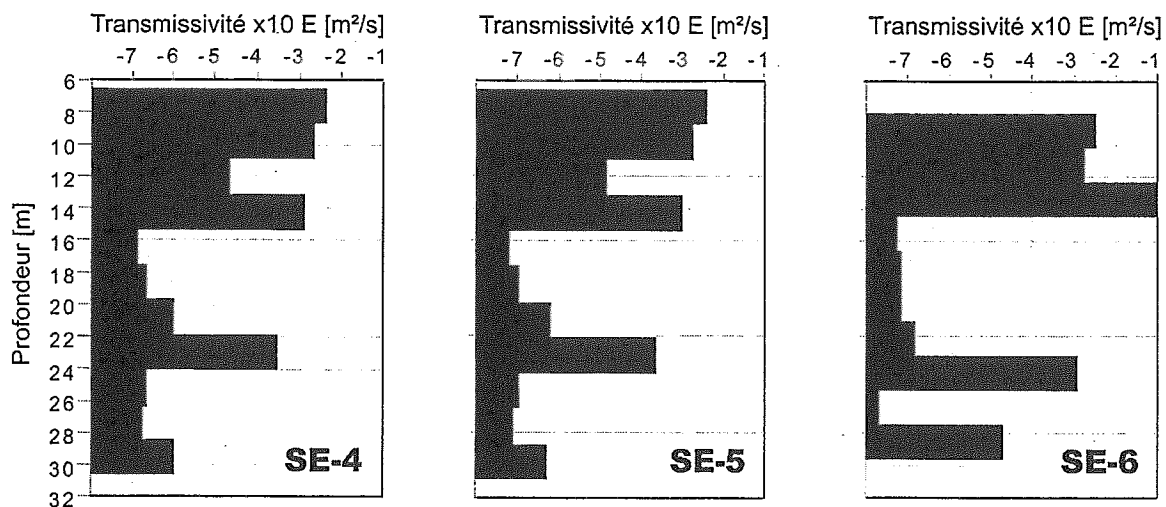 Transmissivité x10 E [m²/s]
Transmissivité x10 E [m²/s]
Transmissivité x10 E [m²/s]
-7 -6 -5 -4 -3 -2 -1
-7 -6 -5 -4 -3 -2 -1
-7 -6 -5 -4 -3 -2 -1
Profondeur [m]
6
8
10
12
14
16
18
20
22
24
26
28
30
32
SE-4
SE-5
SE-6